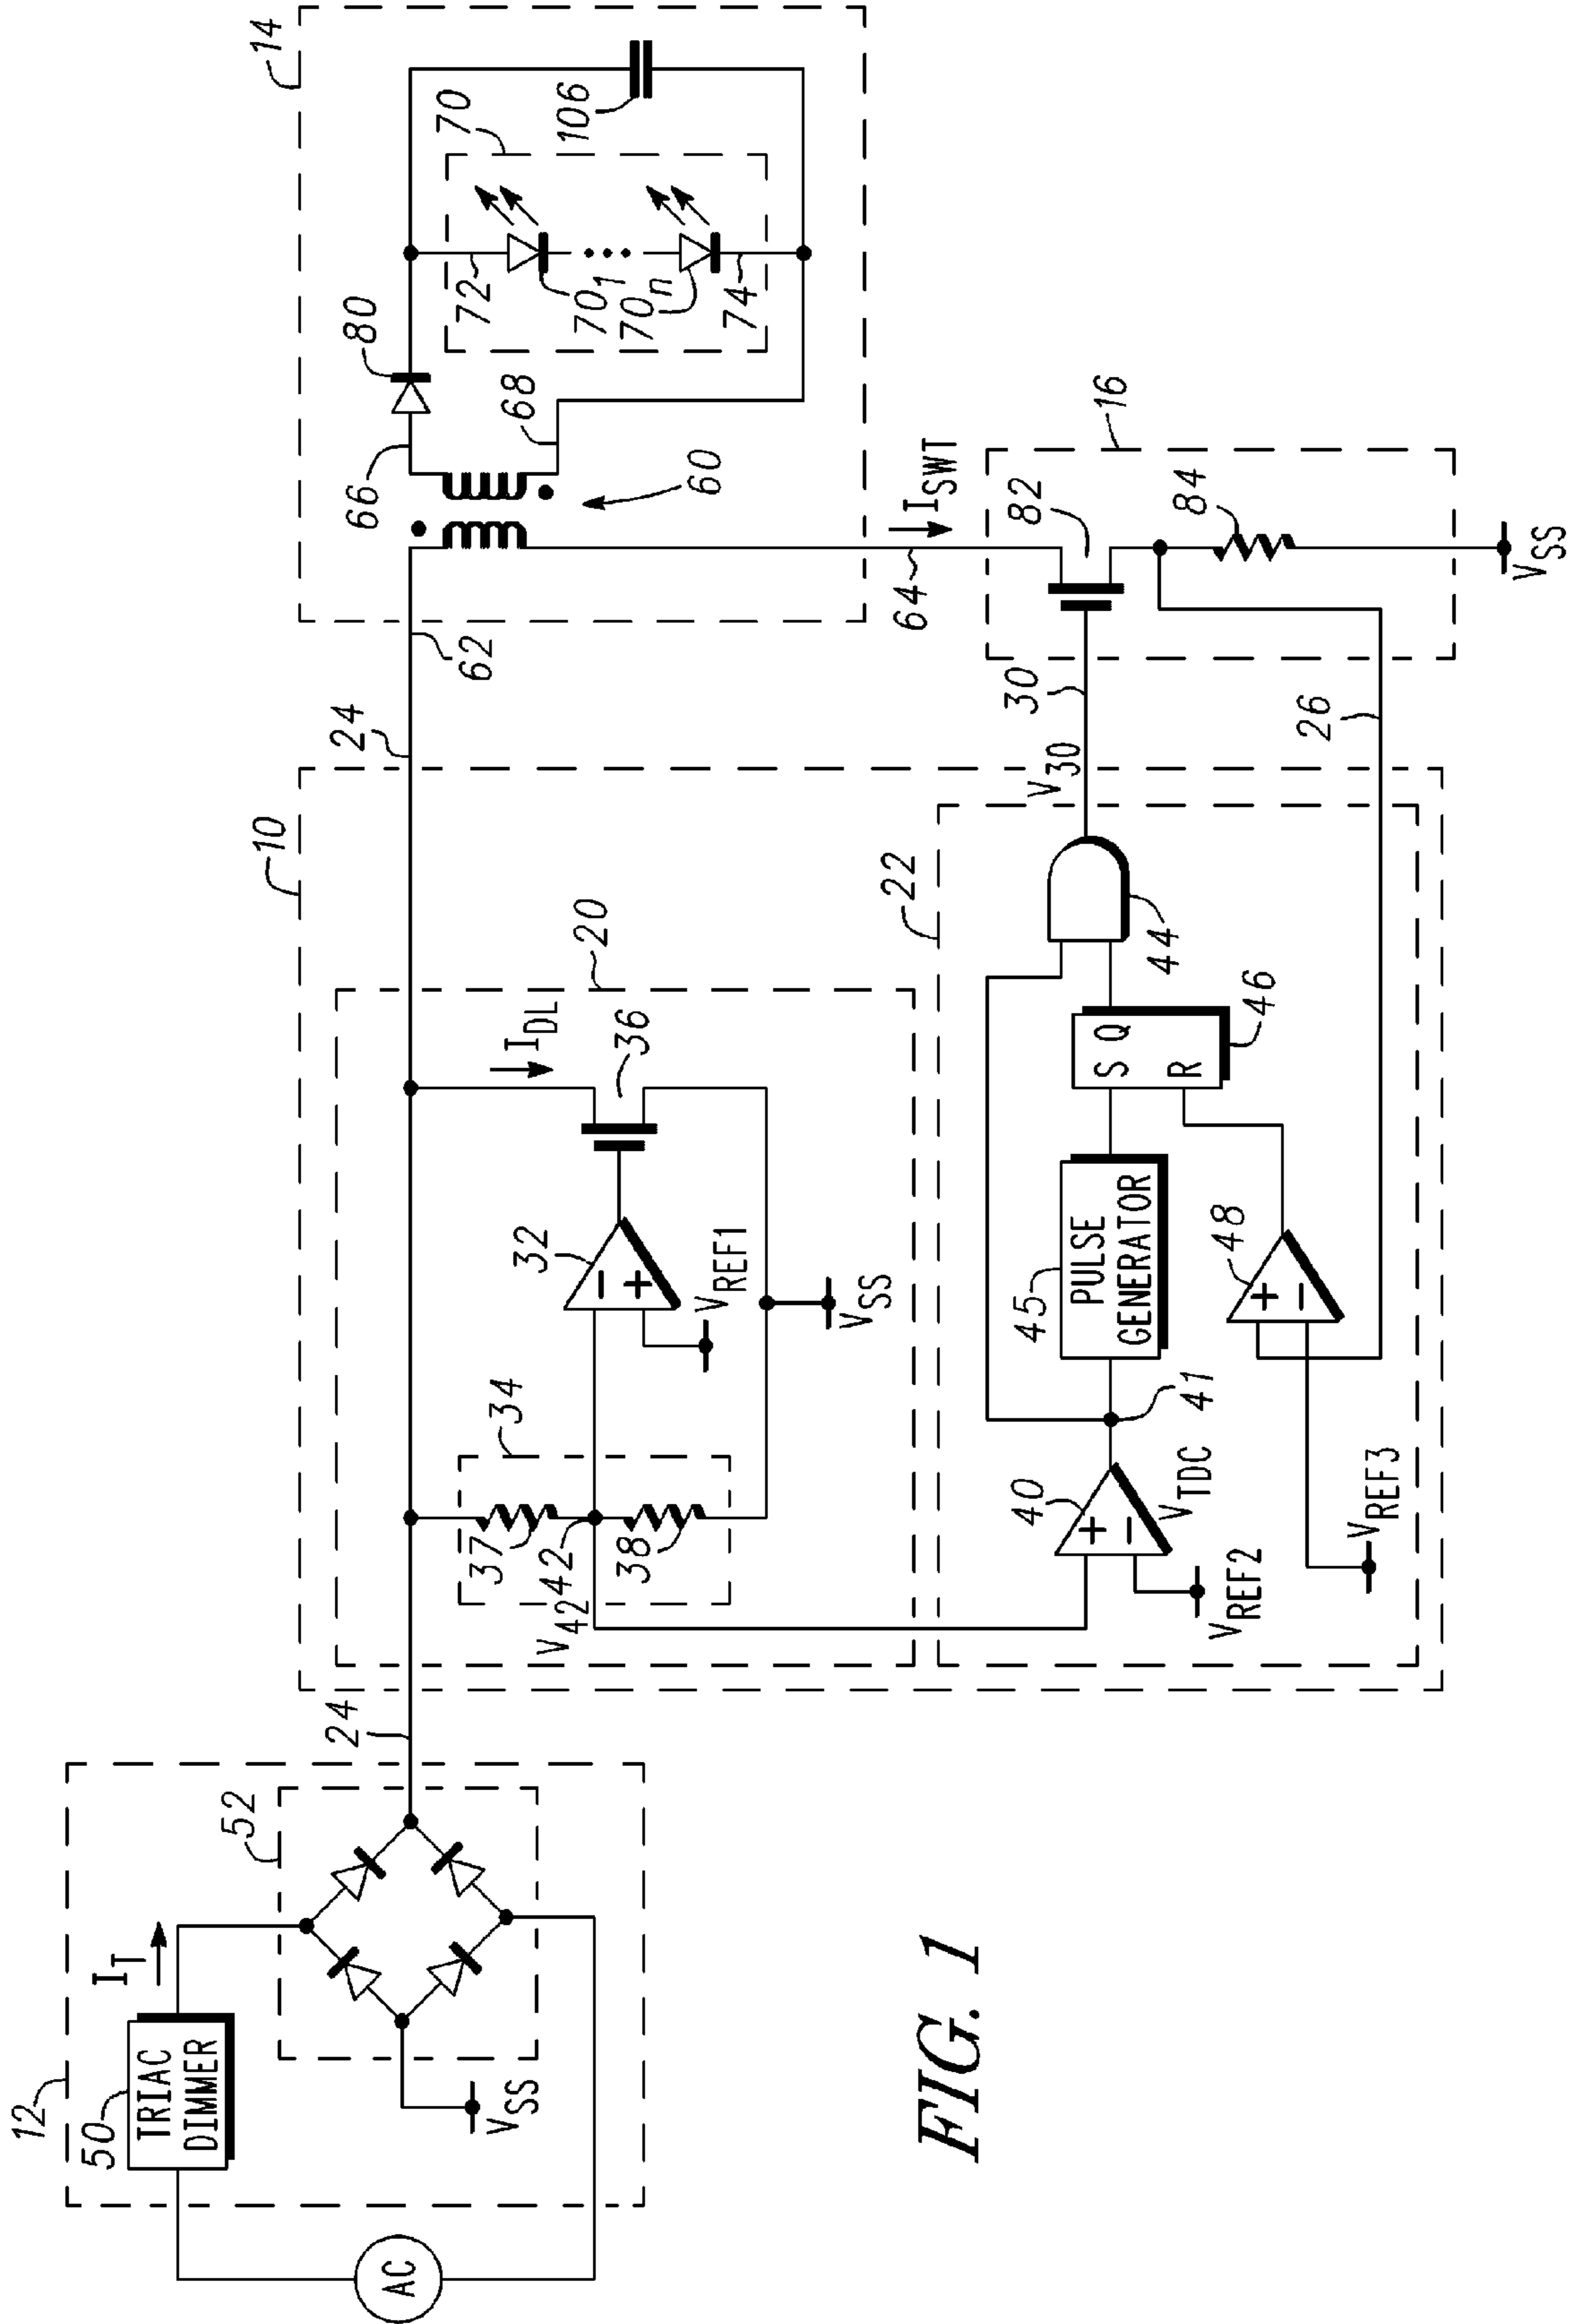 14
70
106
72
70₁
70ₙ
74
80
66
68
60
62
24
64
I_SWT
16
82
84
V_SS
30
V₃₀
26
10
20
22
I_DL
36
32
V_REF1
V_SS
34
37
42
V₄₂
38
44
46
S Q
R
45
PULSE
GENERATOR
48
41
40
V_TDC
V_REF2
V_REF3
24
12
50
TRIAC
DIMMER
I_T
52
V_SS
AC
FIG. 1